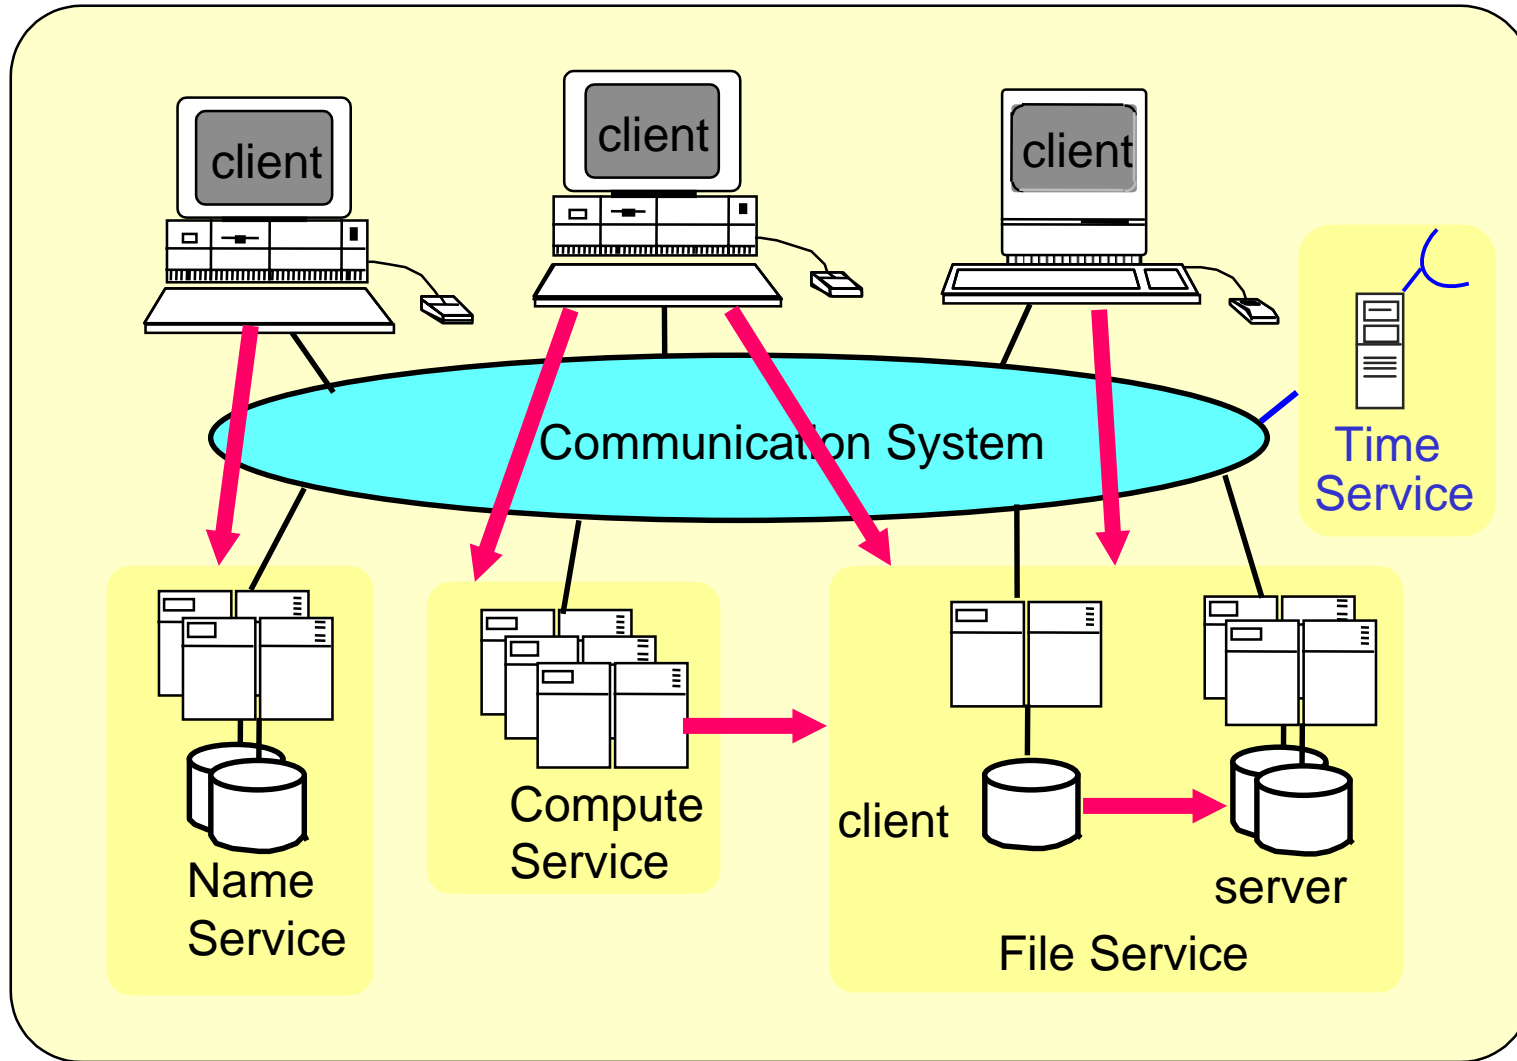 client
client
client
Communication System
Time
Service
Compute
Service
client
Name
Service
server
File Service